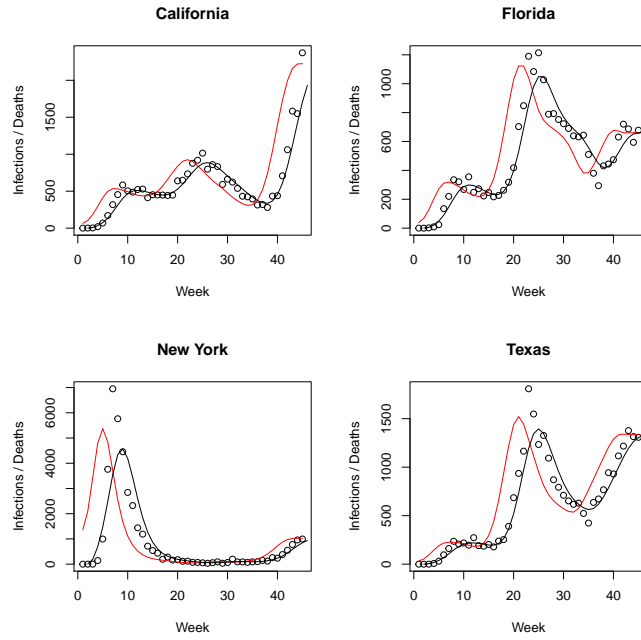 California
Infections / Deaths
0 500 1500
0 10 20 30 40
Week
Florida
Infections / Deaths
200 600 1000
0 10 20 30 40
Week
New York
Infections / Deaths
0 2000 4000 6000
0 10 20 30 40
Week
Texas
Infections / Deaths
0 500 1000 1500
0 10 20 30 40
Week